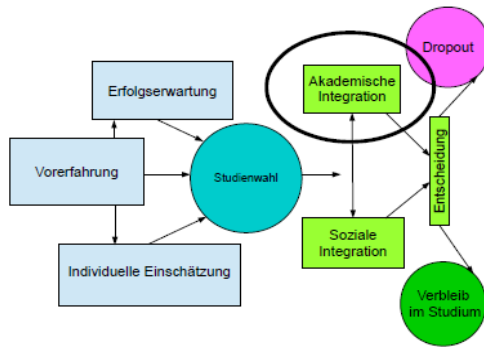 Dropout
Erfolgserwartung
Akademische
Integration
Vorerfahrung
Studienwahl
Entscheidung
Soziale
Integration
Individuelle Einschätzung
Verbleib
im Studium